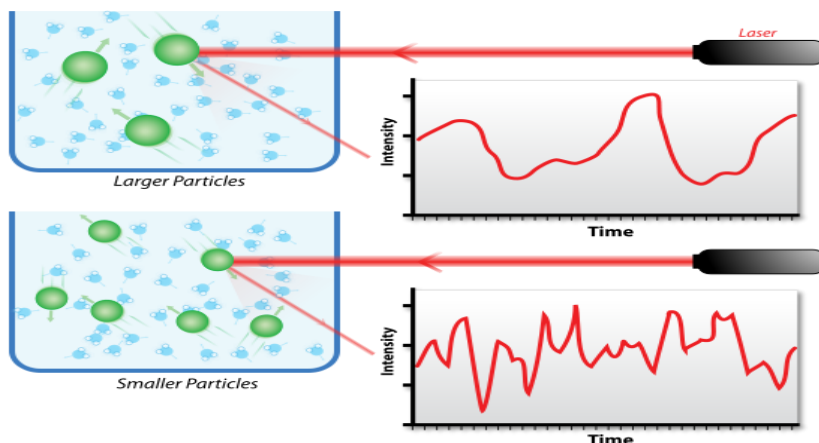 Laser
Intensity
Time
Larger Particles
Intensity
Time
Smaller Particles